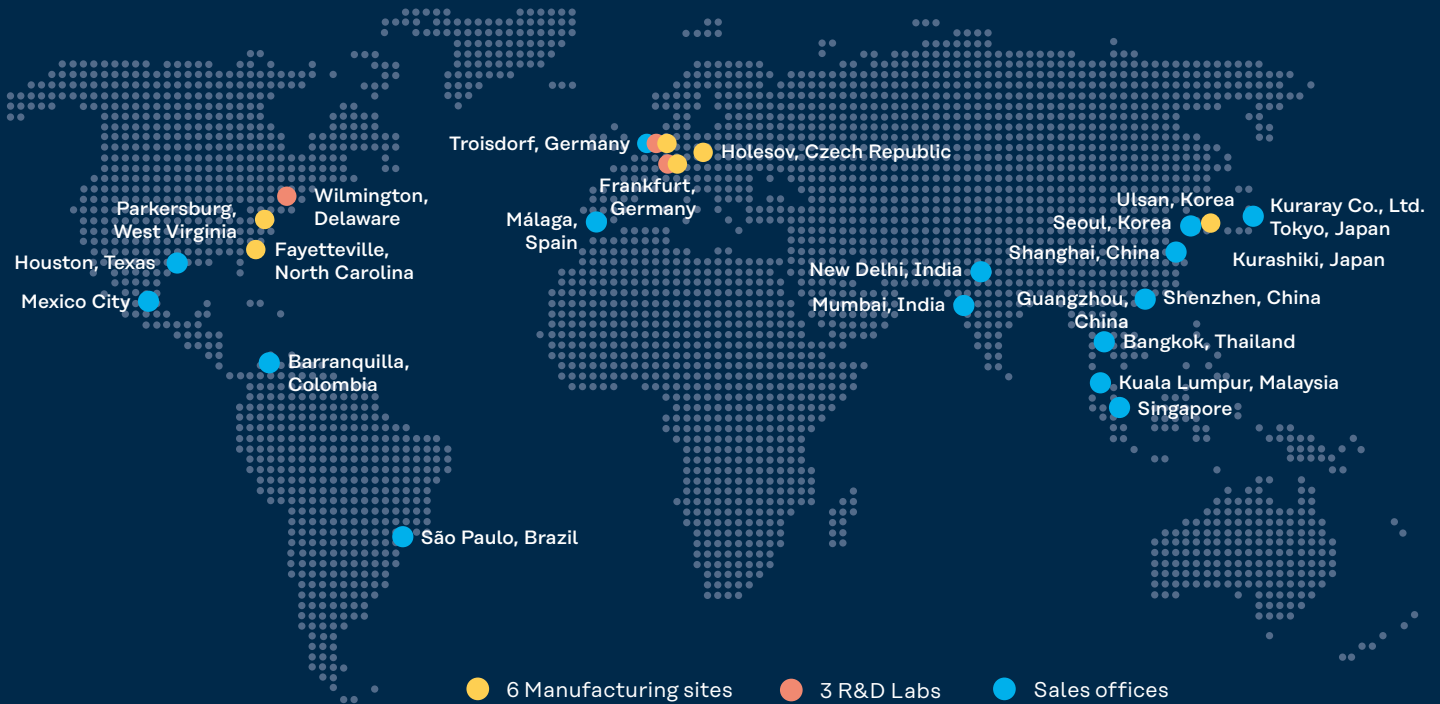 Troisdorf, Germany
Holesov, Czech Republic
Frankfurt,
Germany
Wilmington,
Delaware
Parkersburg,
West Virginia
Fayetteville,
North Carolina
Houston, Texas
Mexico City
Barranquilla,
Colombia
São Paulo, Brazil
Málaga,
Spain
Ulsan, Korea
Seoul, Korea
Kuraray Co., Ltd.
Tokyo, Japan
Shanghai, China
Kurashiki, Japan
New Delhi, India
Mumbai, India
Guangzhou,
China
Shenzhen, China
Bangkok, Thailand
Kuala Lumpur, Malaysia
Singapore
6 Manufacturing sites
3 R&D Labs
Sales offices